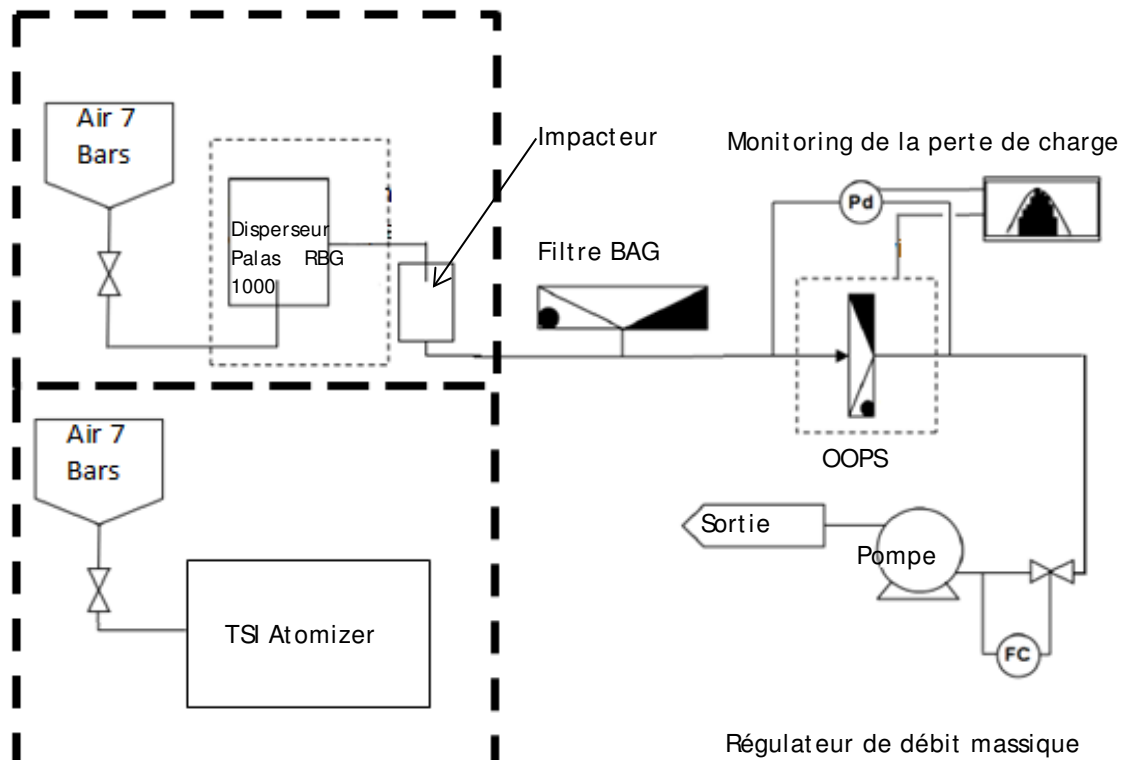 Air 7
Bars
Impacteur
Monitoring de la perte de charge
Pd
Disperseur
Palas RBG
1000
Filtre BAG
OOPS
Air 7
Bars
Sortie
Pompe
TSI Atomizer
FC
Régulateur de débit massique